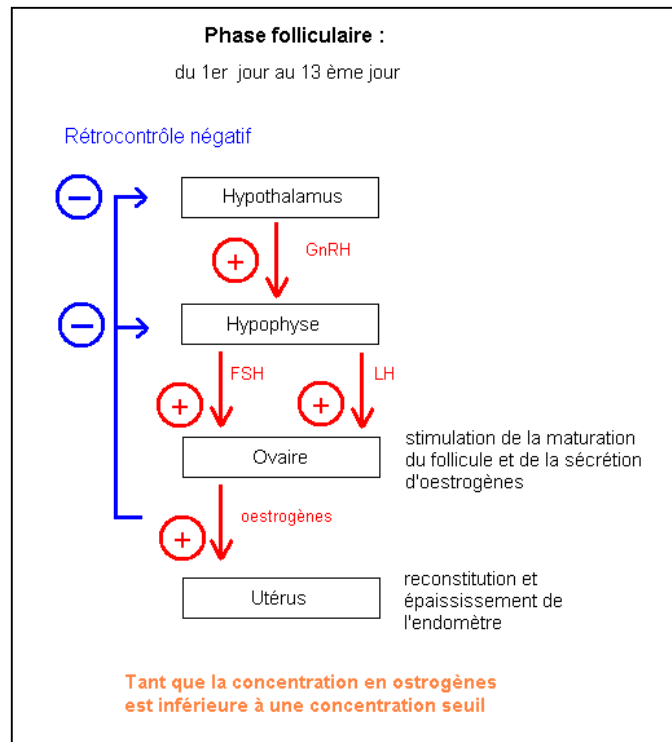 Phase folliculaire :
du 1er jour au 13 ème jour
Rétrocontrôle négatif
Hypothalamus
GnRH
Hypophyse
FSH
LH
Ovaire
stimulation de la maturation
du follicule et de la sécrétion
d'oestrogènes
oestrogènes
Utérus
reconstitution et
épaississement de
l'endomètre
Tant que la concentration en ostrogènes
est inférieure à une concentration seuil